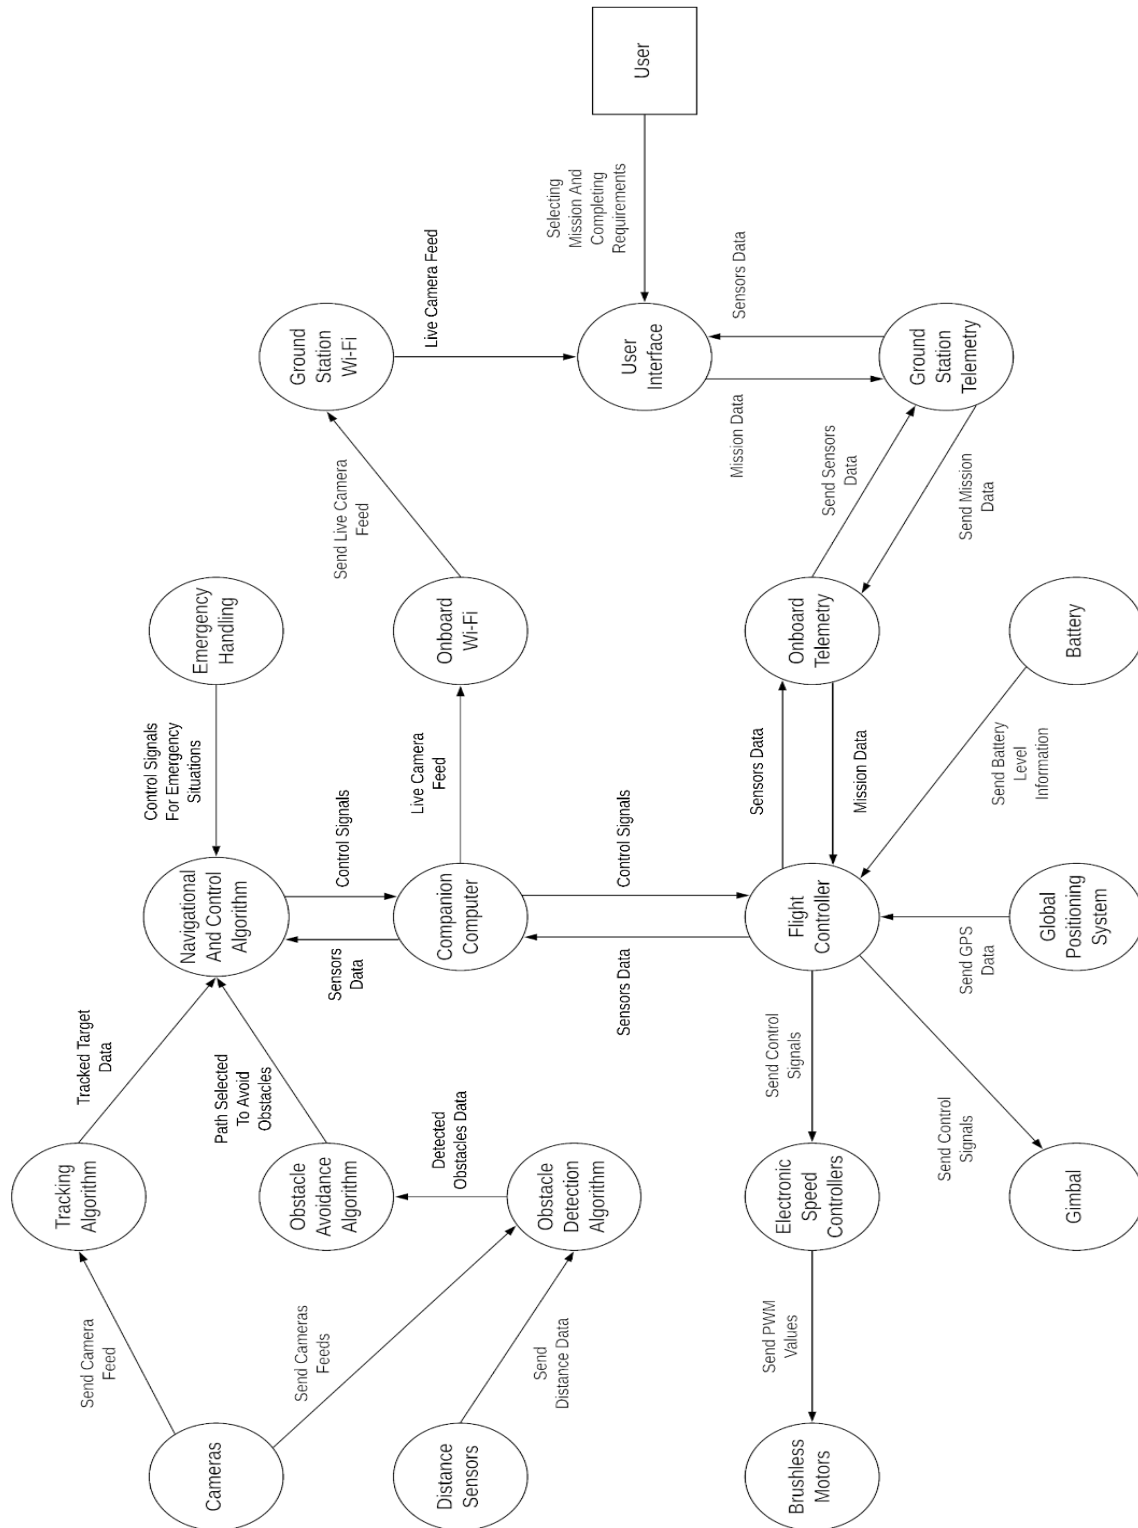 User
Selecting
Mission And
Completing
Requirements
Live Camera Feed
Sensors Data
Ground
Station
Wi-Fi
User
Interface
Ground
Station
Telemetry
Mission Data
Send Live Camera
Feed
Send Sensors
Data
Send Mission
Data
Emergency
Handling
Onboard
Wi-Fi
Onboard
Telemetry
Battery
Control Signals
For Emergency
Situations
Live Camera
Feed
Sensors Data
Mission Data
Send Battery
Level
Information
Control Signals
Control Signals
Navigational
And Control
Algorithm
Companion
Computer
Flight
Controller
Global
Positioning
System
Sensors
Data
Sensors Data
Send GPS
Data
Tracked Target
Data
Path Selected
To Avoid
Obstacles
Detected
Obstacles Data
Send Control
Signals
Send Control
Signals
Tracking
Algorithm
Obstacle
Avoidance
Algorithm
Obstacle
Detection
Algorithm
Electronic
Speed
Controllers
Gimbal
Send Camera
Feed
Send Cameras
Feeds
Send
Distance Data
Send PWM
Values
Cameras
Distance
Sensors
Brushless
Motors